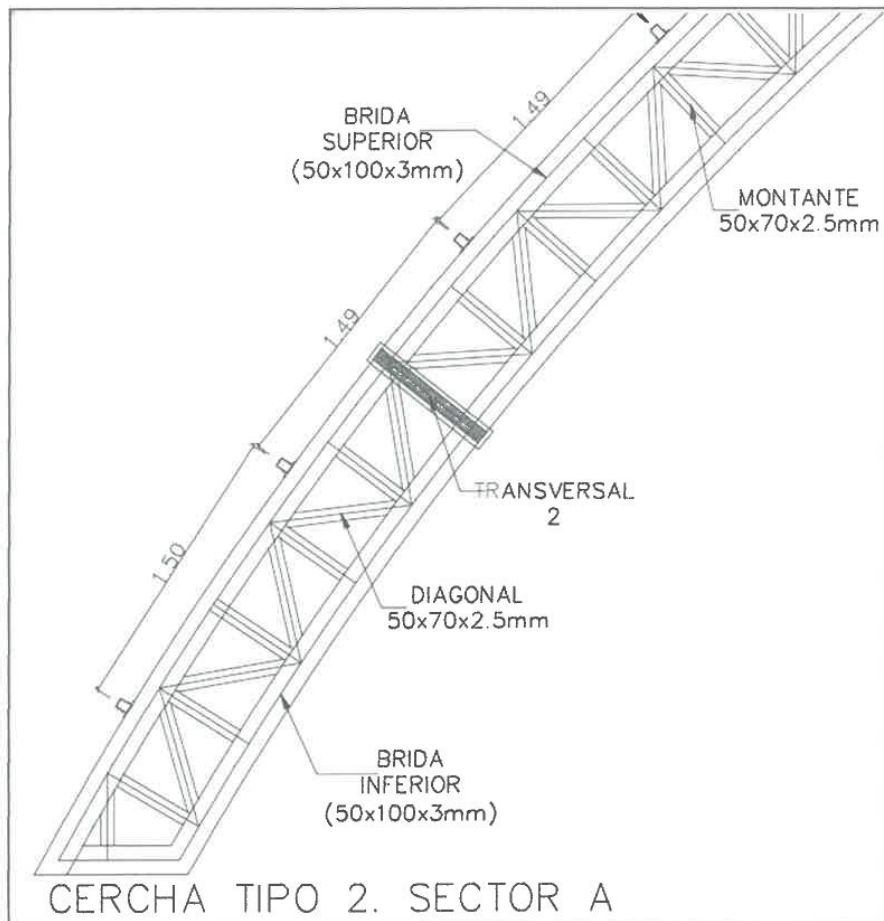 1.49
BRIDA
SUPERIOR
(50x100x3mm)
MONTANTE
50x70x2.5mm
1.49
TRANSVERSAL
2
1.50
DIAGONAL
50x70x2.5mm
BRIDA
INFERIOR
(50x100x3mm)
CERCHA TIPO 2. SECTOR A